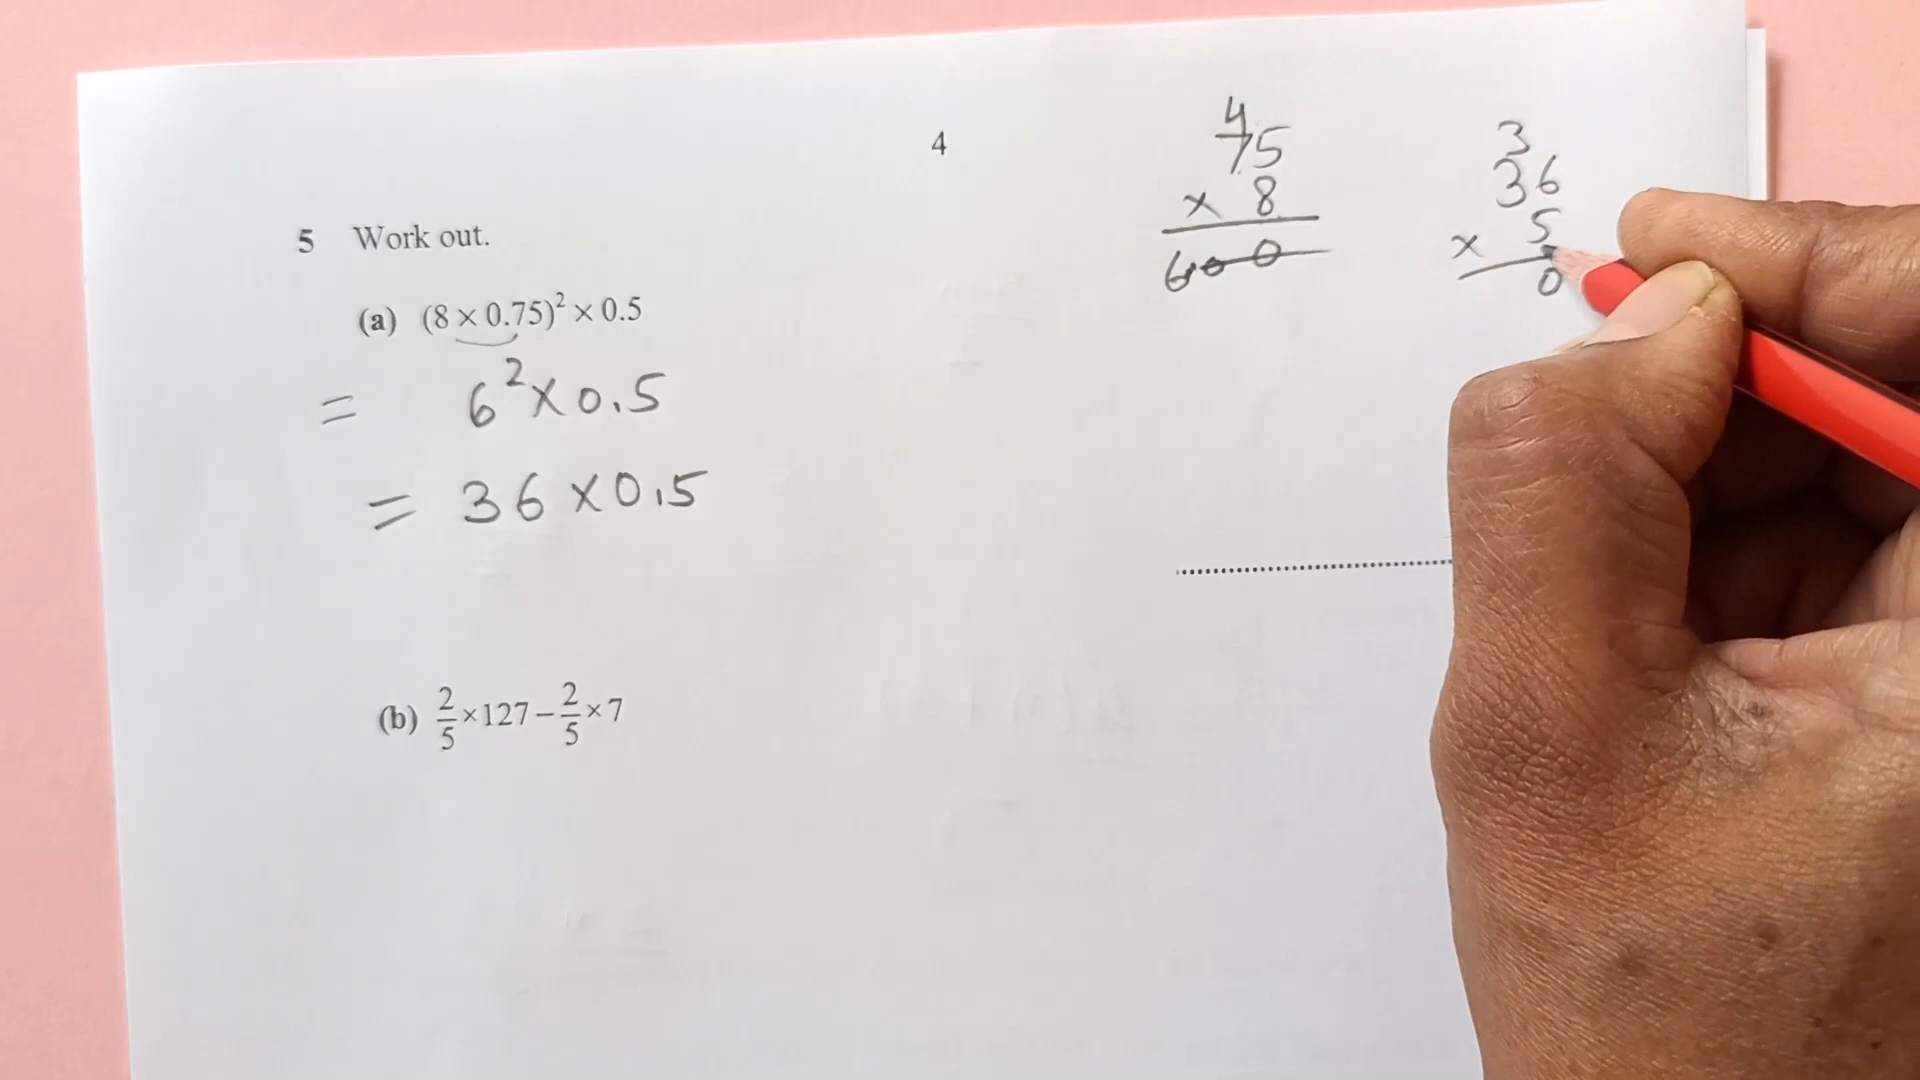 4
5 Work out.
(a) (8 × 0.75)² × 0.5
= 6² × 0.5
= 36 × 0.5
4
75
× 8
600
3
36
× 5
0
(b) 2/5 × 127 − 2/5 × 7